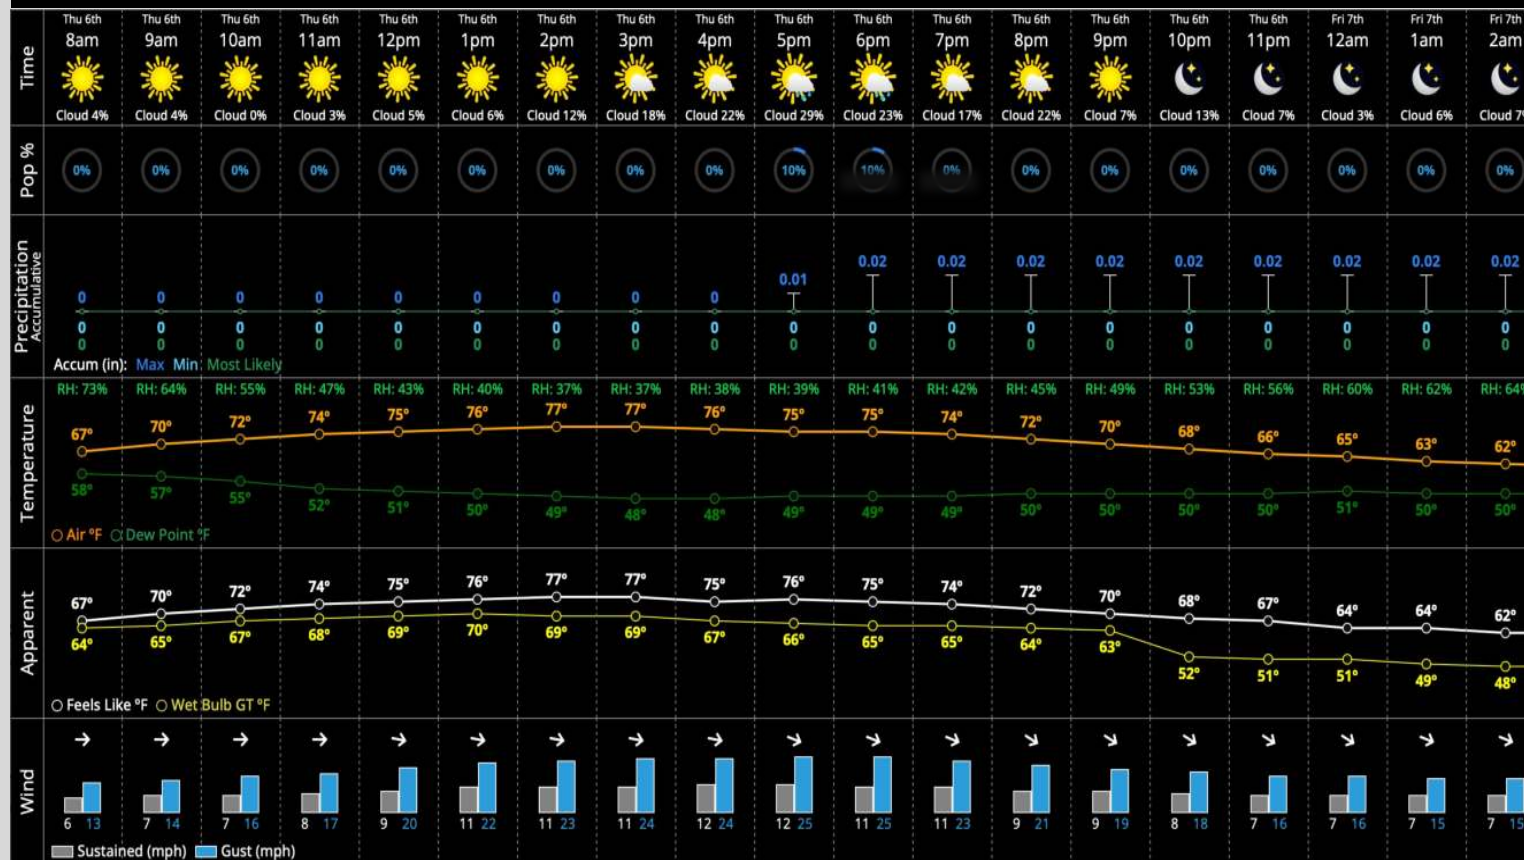 Thu 6th Thu 6th Thu 6th Thu 6th Thu 6th Thu 6th Thu 6th Thu 6th Thu 6th Thu 6th Thu 6th Thu 6th Thu 6th Thu 6th Thu 6th Thu 6th Fri 7th Fri 7th Fri 7th
8am 9am 10am 11am 12pm 1pm 2pm 3pm 4pm 5pm 6pm 7pm 8pm 9pm 10pm 11pm 12am 1am 2am
Time
Cloud 4% Cloud 4% Cloud 0% Cloud 3% Cloud 5% Cloud 6% Cloud 12% Cloud 18% Cloud 22% Cloud 29% Cloud 23% Cloud 17% Cloud 22% Cloud 7% Cloud 13% Cloud 7% Cloud 3% Cloud 6% Cloud 7%
Pop %
0% 0% 0% 0% 0% 0% 0% 0% 0% 10% 10% 0% 0% 0% 0% 0% 0% 0% 0%
Precipitation
Accumulative
0 0 0 0 0 0 0 0 0 0.01 0.02 0.02 0.02 0.02 0.02 0.02 0.02 0.02 0.02
0 0 0 0 0 0 0 0 0 0 0 0 0 0 0 0 0 0 0
0 0 0 0 0 0 0 0 0 0 0 0 0 0 0 0 0 0 0
Accum (in): Max Min Most Likely
RH: 73% RH: 64% RH: 55% RH: 47% RH: 43% RH: 40% RH: 37% RH: 37% RH: 38% RH: 39% RH: 41% RH: 42% RH: 45% RH: 49% RH: 53% RH: 56% RH: 60% RH: 62% RH: 64%
Temperature
67° 70° 72° 74° 75° 76° 77° 77° 76° 75° 75° 74° 72° 70° 68° 66° 65° 63° 62°
58° 57° 55° 52° 51° 50° 49° 48° 48° 49° 49° 49° 50° 50° 50° 50° 51° 50° 50°
Air °F Dew Point °F
Apparent
67° 70° 72° 74° 75° 76° 77° 77° 75° 76° 75° 74° 72° 70° 68° 67° 64° 64° 62°
64° 65° 67° 68° 69° 70° 69° 69° 67° 66° 65° 65° 64° 63° 52° 51° 51° 49° 48°
Feels Like °F Wet Bulb GT °F
Wind
6 13 7 14 7 16 8 17 9 20 11 22 11 23 11 24 12 24 12 25 11 25 11 23 9 21 9 19 8 18 7 16 7 16 7 15 7 15
Sustained (mph) Gust (mph)